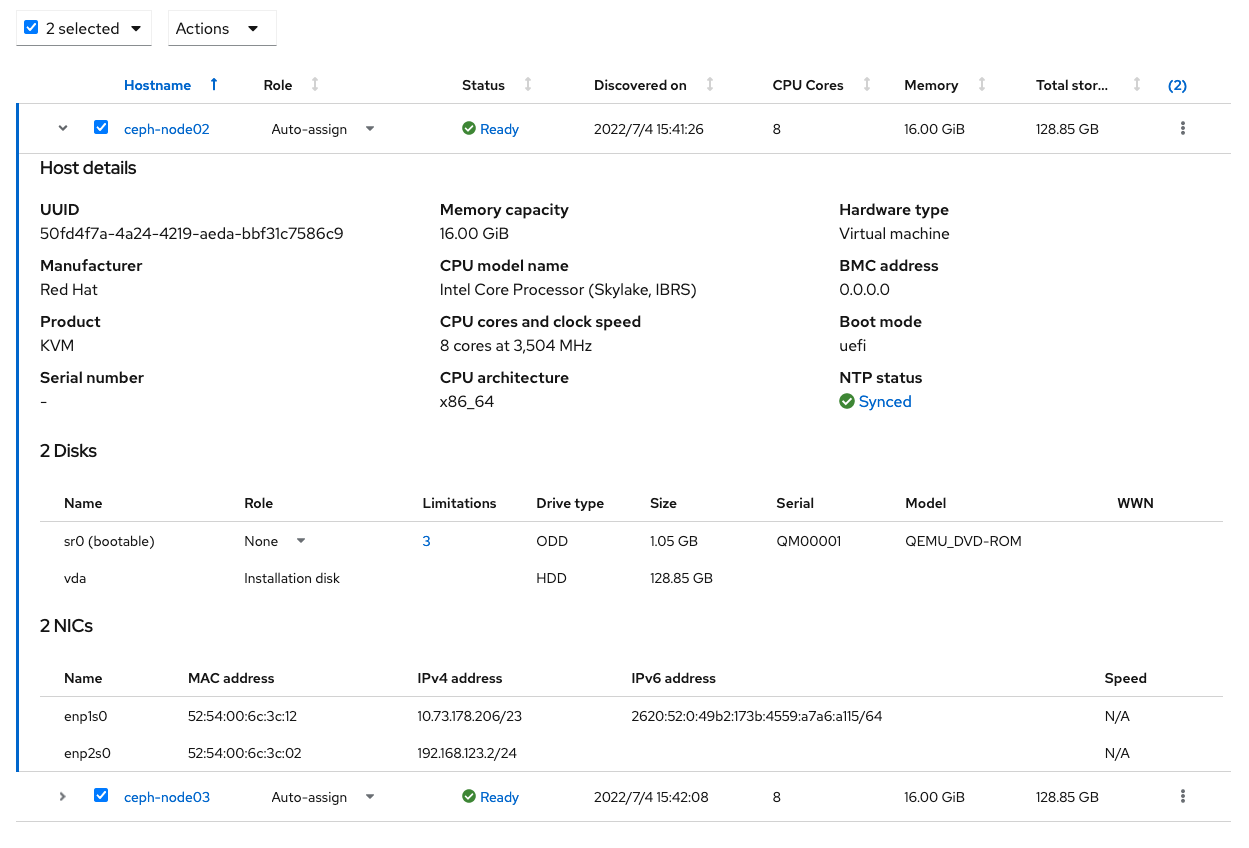 2 selected Actions
Hostname Role Status Discovered on CPU Cores Memory Total stor... (2)
ceph-node02 Auto-assign Ready 2022/7/4 15:41:26 8 16.00 GiB 128.85 GB
Host details
UUID Memory capacity Hardware type
50fd4f7a-4a24-4219-aeda-bbf31c7586c9 16.00 GiB Virtual machine
Manufacturer CPU model name BMC address
Red Hat Intel Core Processor (Skylake, IBRS) 0.0.0.0
Product CPU cores and clock speed Boot mode
KVM 8 cores at 3,504 MHz uefi
Serial number CPU architecture NTP status
- x86_64 Synced
2 Disks
Name Role Limitations Drive type Size Serial Model WWN
sr0 (bootable) None 3 ODD 1.05 GB QM00001 QEMU_DVD-ROM
vda Installation disk HDD 128.85 GB
2 NICs
Name MAC address IPv4 address IPv6 address Speed
enp1s0 52:54:00:6c:3c:12 10.73.178.206/23 2620:52:0:49b2:173b:4559:a7a6:a115/64 N/A
enp2s0 52:54:00:6c:3c:02 192.168.123.2/24 N/A
ceph-node03 Auto-assign Ready 2022/7/4 15:42:08 8 16.00 GiB 128.85 GB